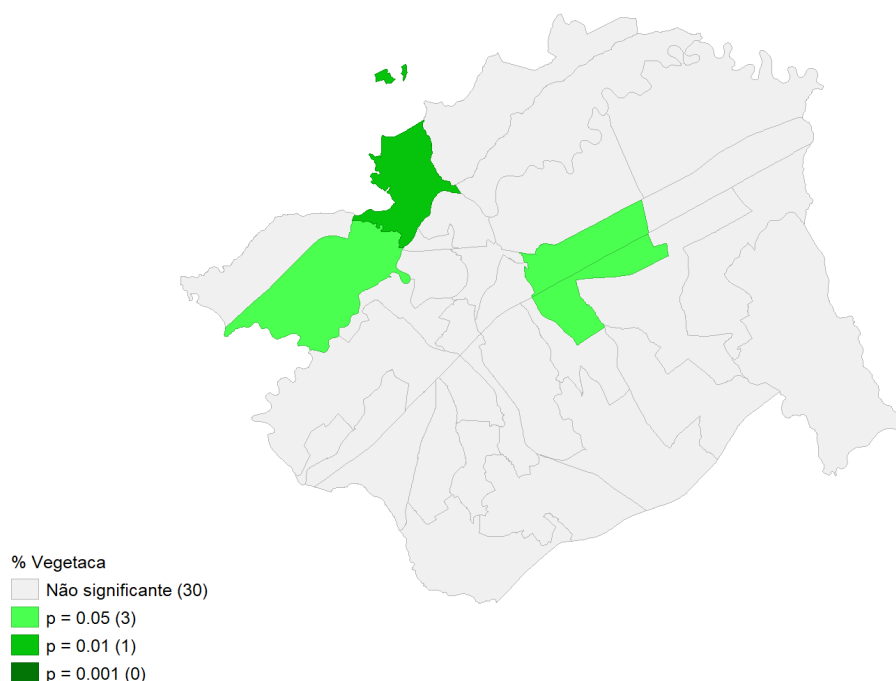 % Vegetaca
Não significante (30)
p = 0.05 (3)
p = 0.01 (1)
p = 0.001 (0)